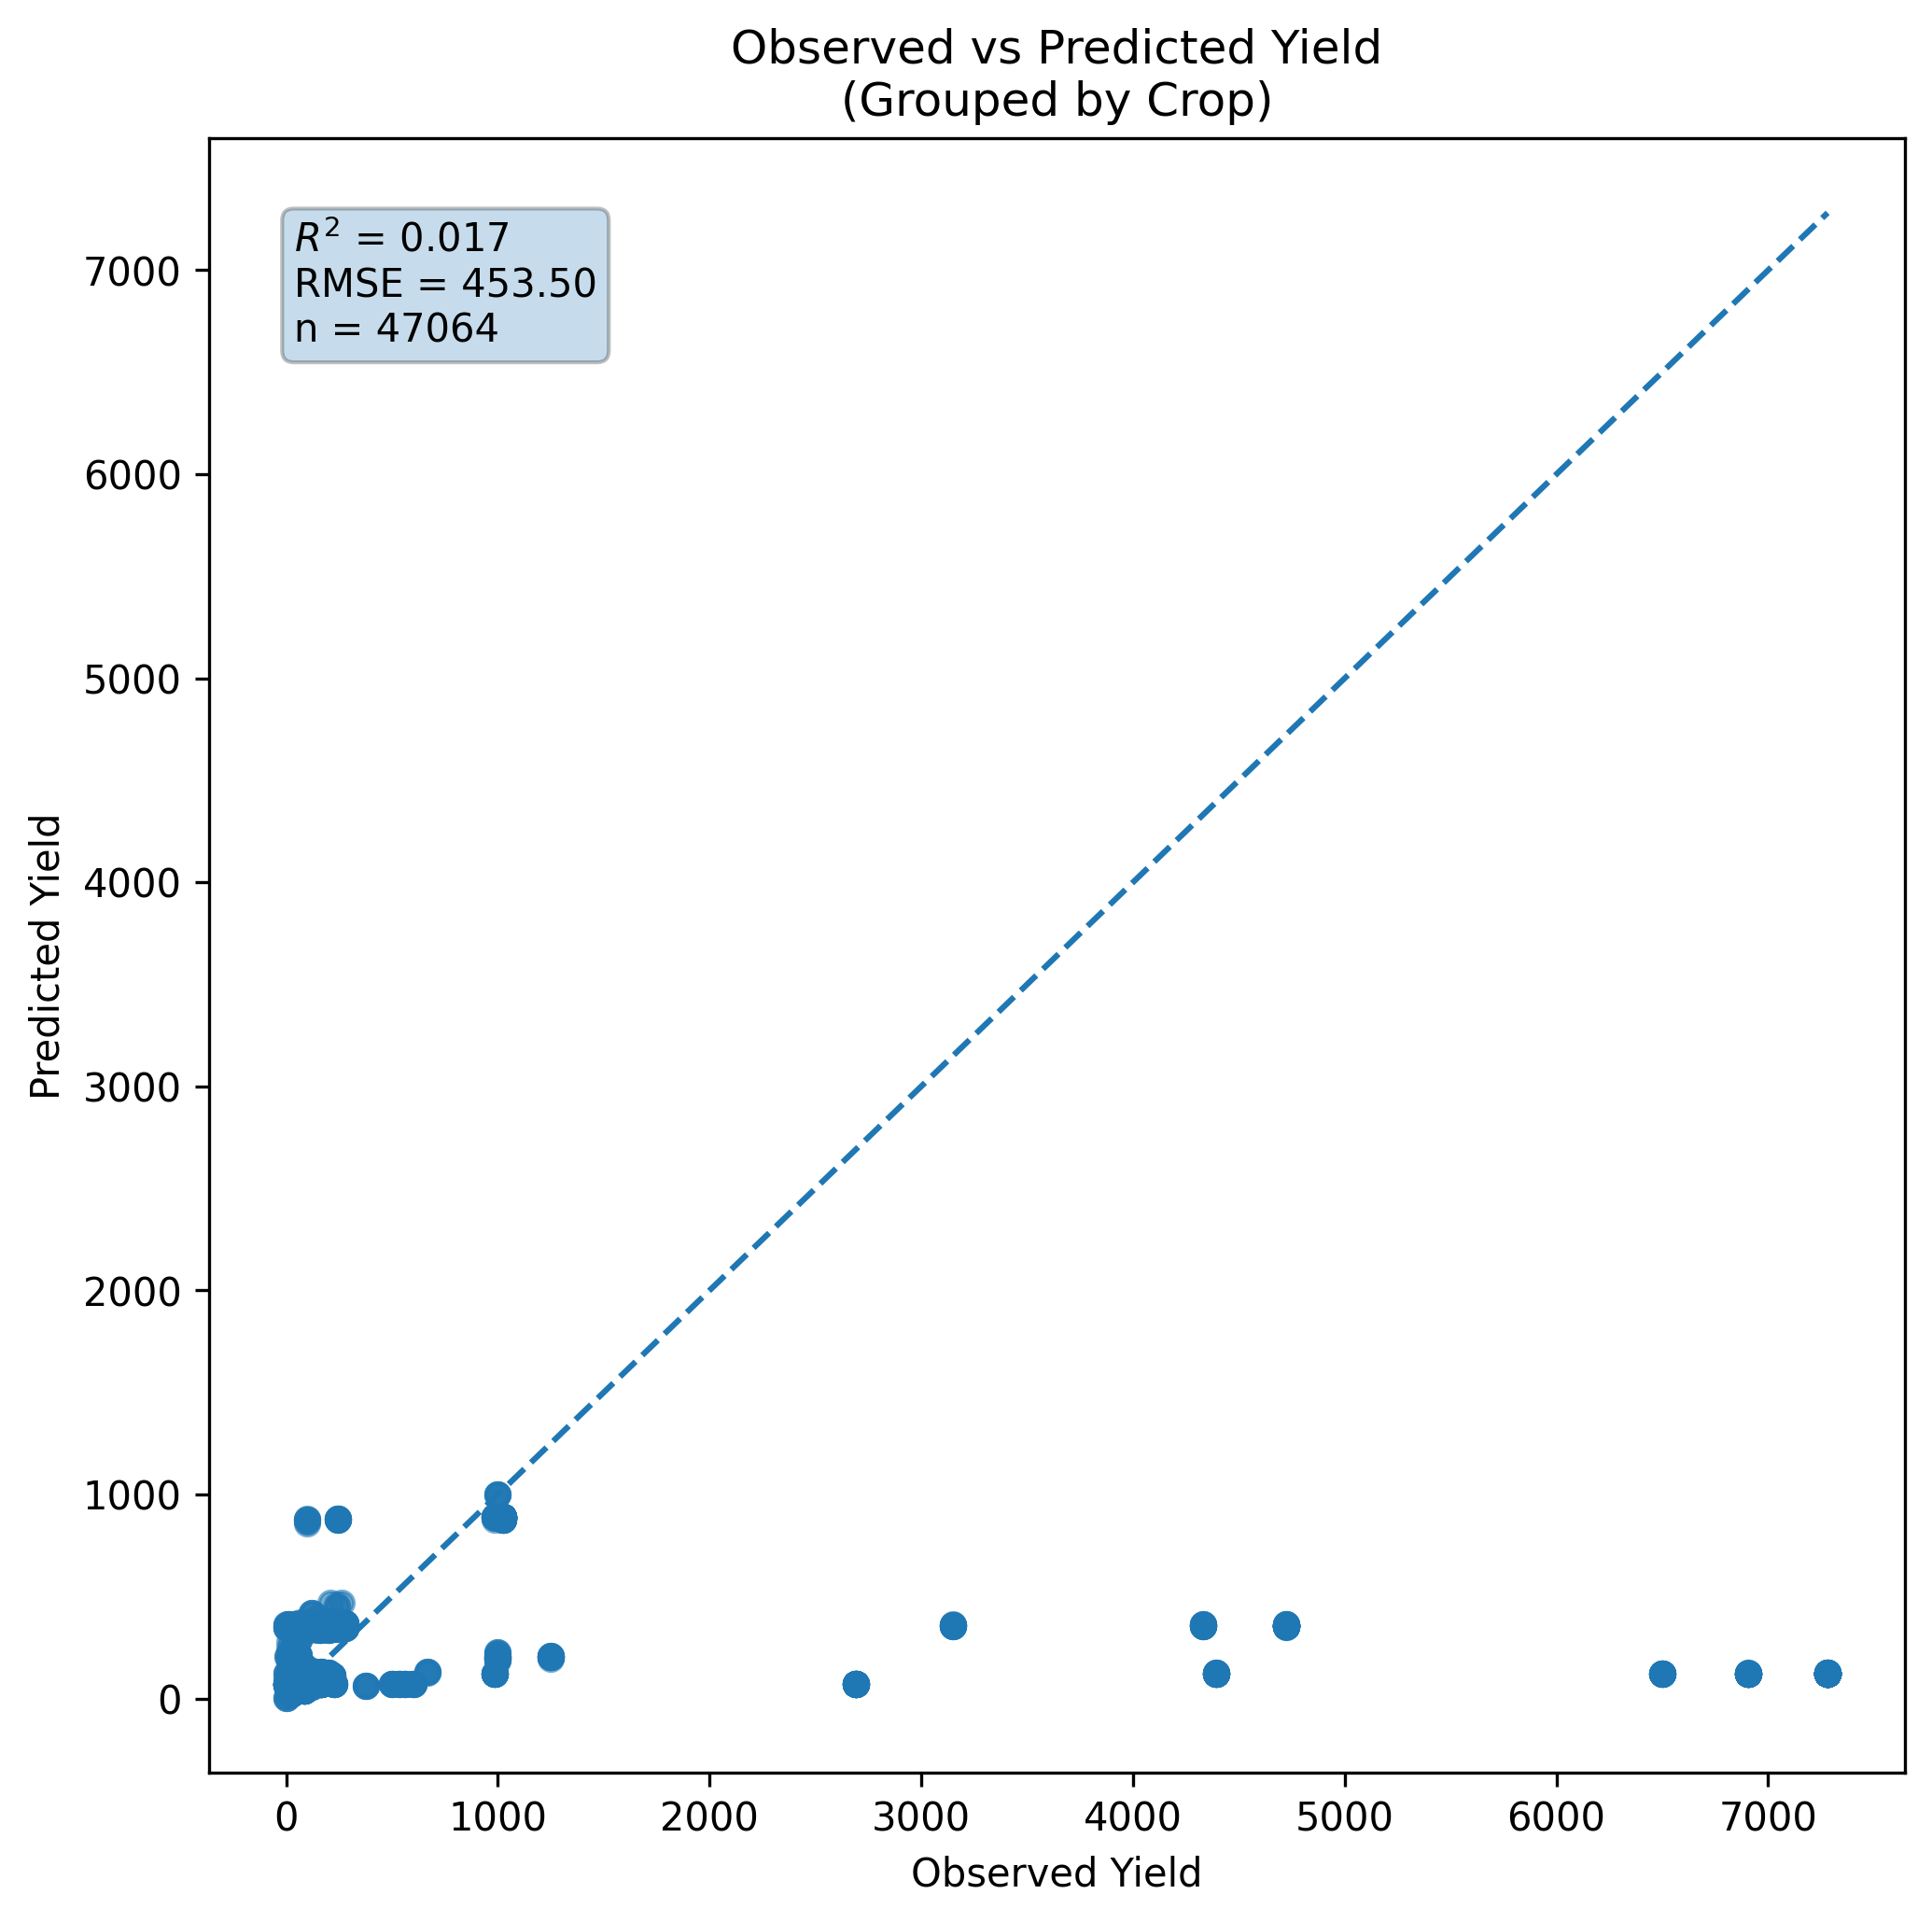 Observed vs Predicted Yield
(Grouped by Crop)
R² = 0.017
RMSE = 453.50
n = 47064
7000
6000
5000
4000
3000
2000
1000
0
Predicted Yield
0 1000 2000 3000 4000 5000 6000 7000
Observed Yield